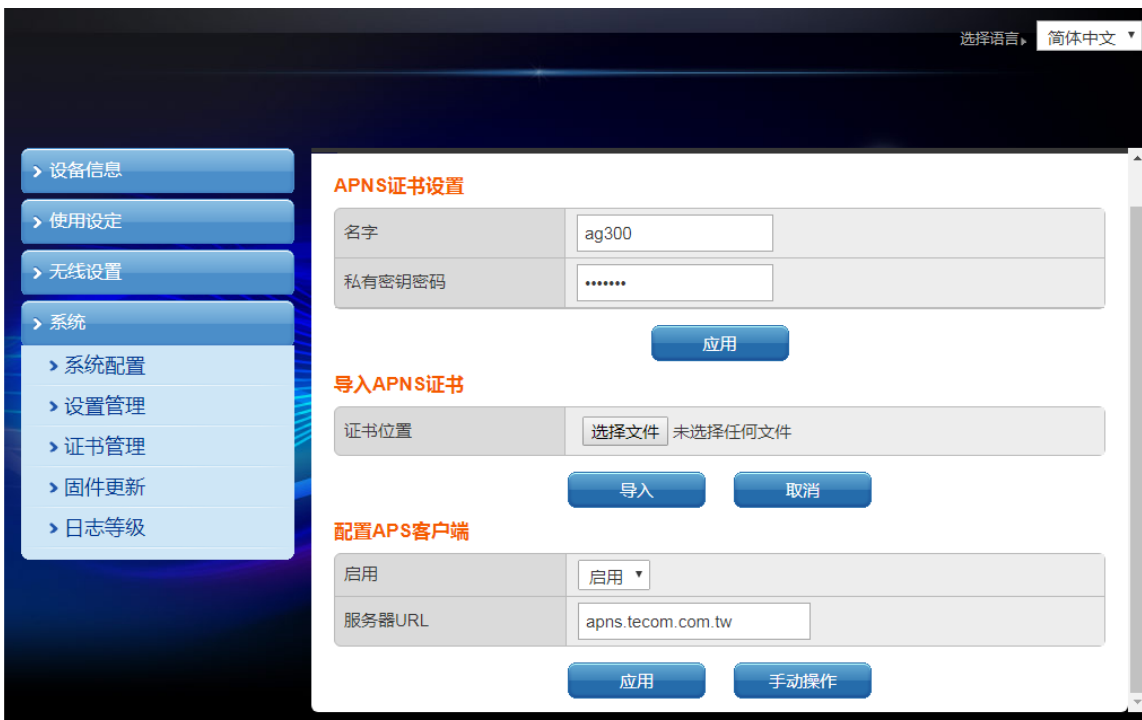 选择语言 简体中文
设备信息
使用设定
无线设置
系统
系统配置
设置管理
证书管理
固件更新
日志等级
APNS证书设置
名字 ag300
私有密钥密码 •••••••
应用
导入APNS证书
证书位置 选择文件 未选择任何文件
导入 取消
配置APS客户端
启用 启用
服务器URL apns.tecom.com.tw
应用 手动操作